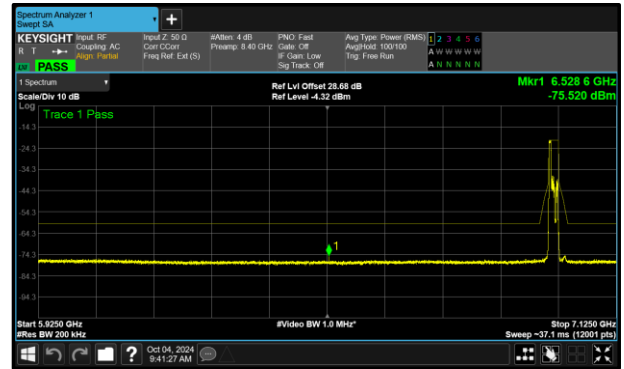 Spectrum Analyzer 1
Swept SA
+
KEYSIGHT
R T
PASS
Input: RF
Coupling: AC
Align: Partial
Input Z: 50 Ω
Corr CCorr
Freq Ref: Ext (S)
#Atten: 4 dB
Preamp: 8.40 GHz
PNO: Fast
Gate: Off
IF Gain: Low
Sig Track: Off
Avg Type: Power (RMS)
Avg|Hold: 100/100
Trig: Free Run
1 2 3 4 5 6
A W W W W W
A N N N N N
1 Spectrum
Scale/Div 10 dB
Log
Ref Lvl Offset 28.68 dB
Ref Level -4.32 dBm
Mkr1 6.528 6 GHz
-75.520 dBm
Trace 1 Pass
-14.3
-24.3
-34.3
-44.3
-54.3
-64.3
-74.3
-84.3
-94.3
1
Start 5.9250 GHz
#Res BW 200 kHz
#Video BW 1.0 MHz*
Stop 7.1250 GHz
Sweep ~37.1 ms (12001 pts)
?
Oct 04, 2024
9:41:27 AM